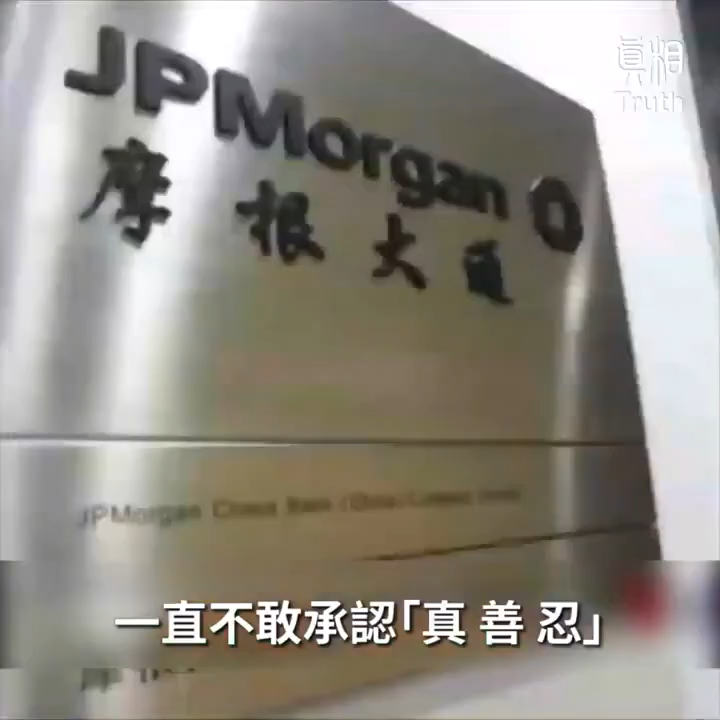 真相
Truth
JPMorgan
摩根大通
JPMorgan Chase Bank (China) Company Limited
一直不敢承認「真 善 忍」